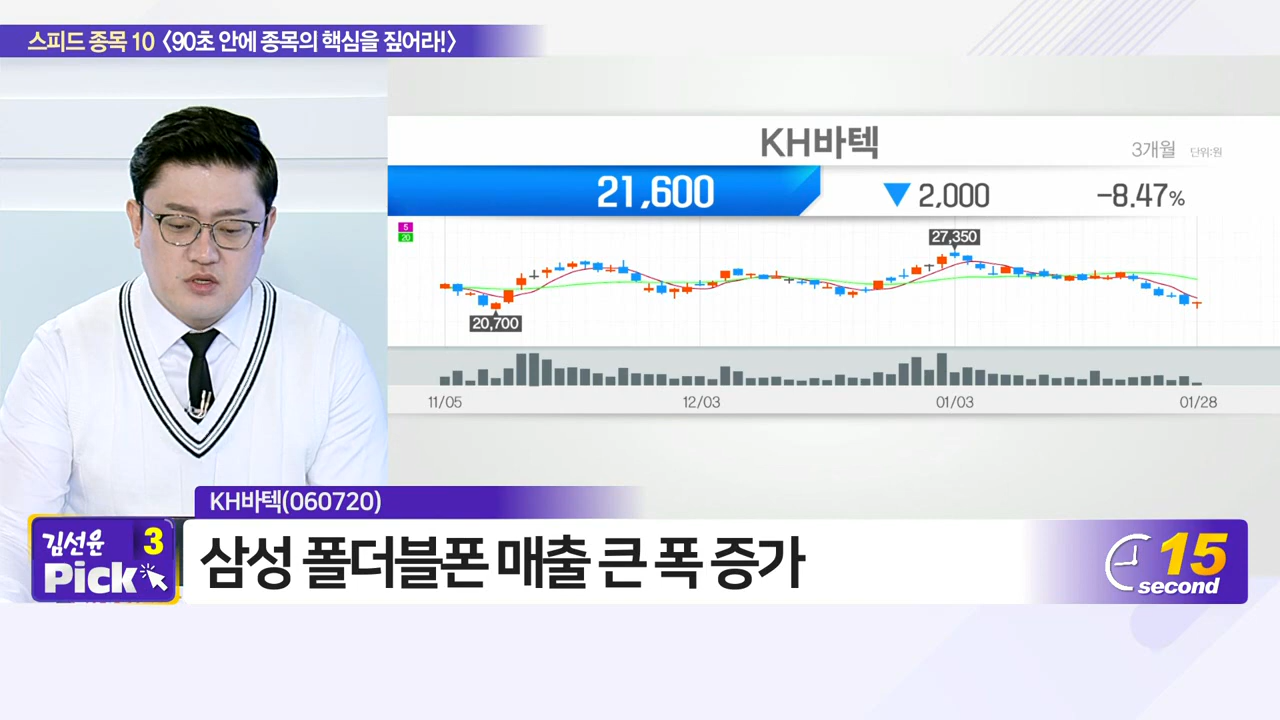 스피드 종목 10 〈90초 안에 종목의 핵심을 짚어라!〉
KH바텍
3개월 단위:원
21,600 ▼ 2,000 -8.47%
5
20
27,350
20,700
11/05 12/03 01/03 01/28
KH바텍(060720)
김선윤 3
Pick
삼성 폴더블폰 매출 큰 폭 증가
15
second